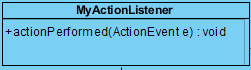 MyActionListener
+actionPerformed(ActionEvent e) : void